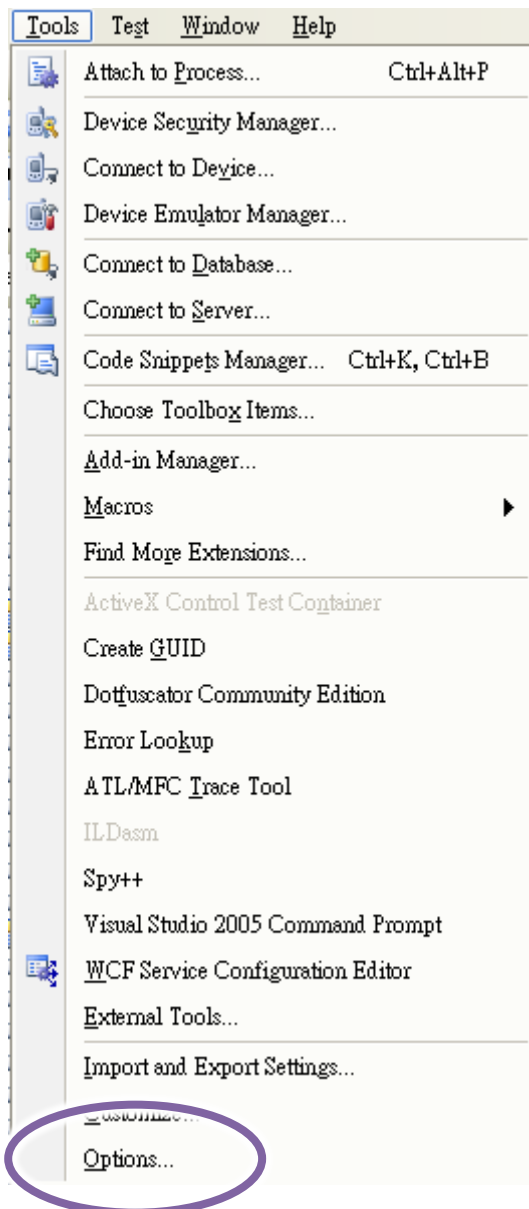 Tools Test Window Help
Attach to Process... Ctrl+Alt+P
Device Security Manager...
Connect to Device...
Device Emulator Manager...
Connect to Database...
Connect to Server...
Code Snippets Manager... Ctrl+K, Ctrl+B
Choose Toolbox Items...
Add-in Manager...
Macros
Find More Extensions...
ActiveX Control Test Container
Create GUID
Dotfuscator Community Edition
Error Lookup
ATL/MFC Trace Tool
ILDasm
Spy++
Visual Studio 2005 Command Prompt
WCF Service Configuration Editor
External Tools...
Import and Export Settings...
Customize...
Options...